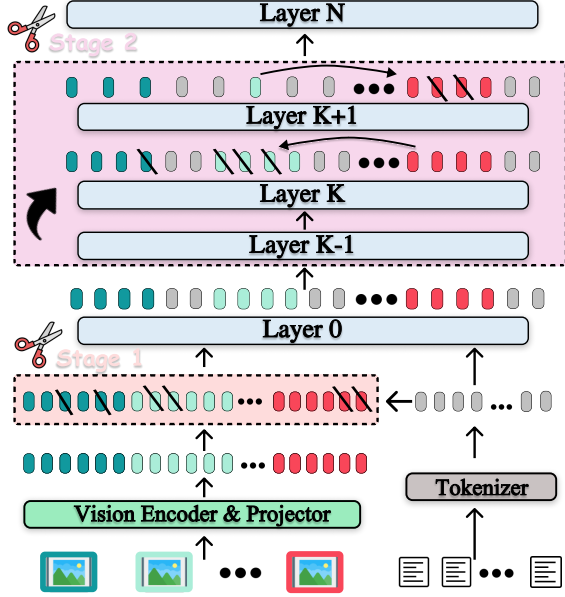 Layer N
Stage 2
Layer K+1
Layer K
Layer K-1
Layer 0
Stage 1
Tokenizer
Vision Encoder & Projector